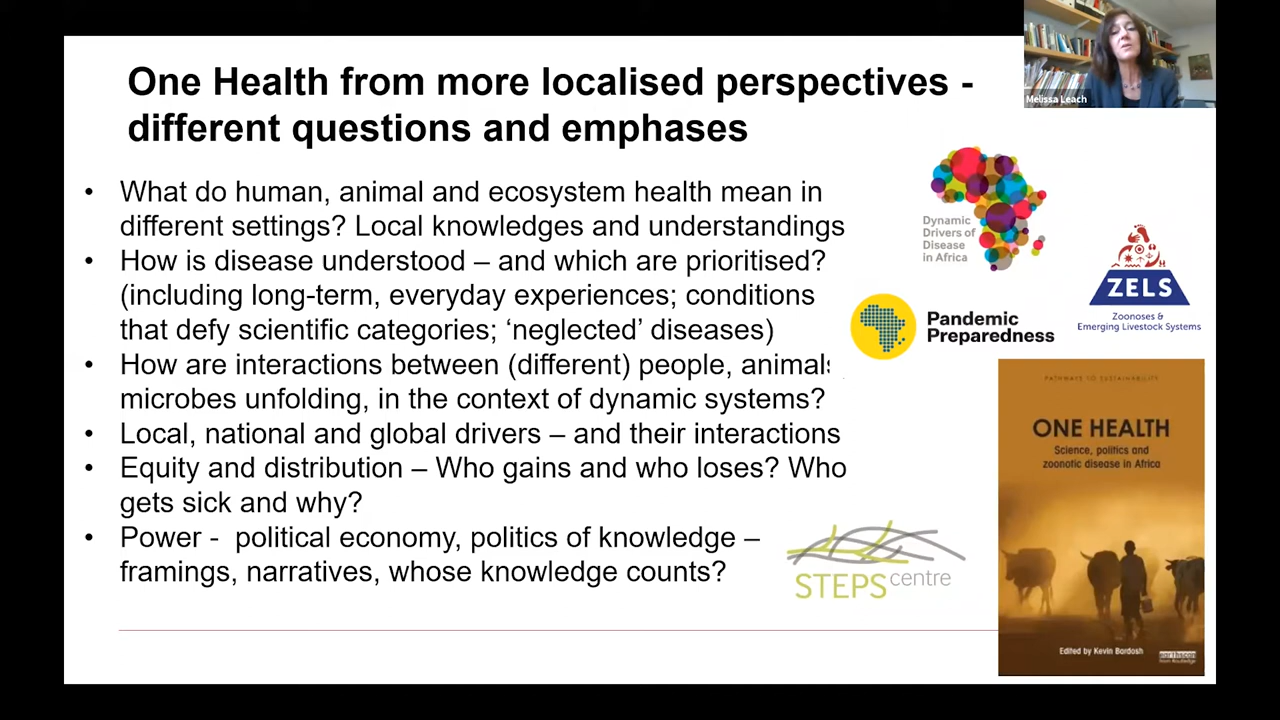 One Health from more localised perspectives -
different questions and emphases
Melissa Leach
• What do human, animal and ecosystem health mean in
different settings? Local knowledges and understandings
• How is disease understood – and which are prioritised?
(including long-term, everyday experiences; conditions
that defy scientific categories; ‘neglected’ diseases)
• How are interactions between (different) people, animals
microbes unfolding, in the context of dynamic systems?
• Local, national and global drivers – and their interactions
• Equity and distribution – Who gains and who loses? Who
gets sick and why?
• Power -  political economy, politics of knowledge –
framings, narratives, whose knowledge counts?
Dynamic
Drivers of
Disease
in Africa
ZELS
Zoonoses &
Emerging Livestock Systems
Pandemic
Preparedness
STEPS centre
PATHWAYS TO SUSTAINABILITY
ONE HEALTH
Science, politics and
zoonotic disease in Africa
Edited by Kevin Bardosh
earthscan
from Routledge